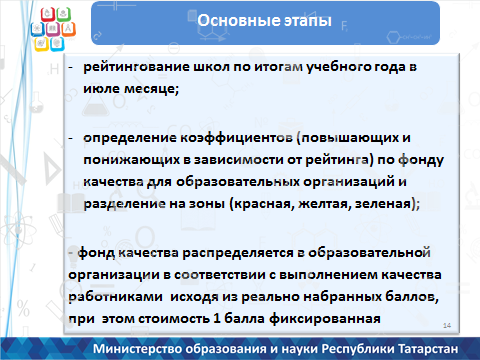 Основные этапы
- рейтингование школ по итогам учебного года в
июле месяце;
- определение коэффициентов (повышающих и
понижающих в зависимости от рейтинга) по фонду
качества для образовательных организаций и
разделение на зоны (красная, желтая, зеленая);
- фонд качества распределяется в образовательной
организации в соответствии с выполнением качества
работниками исходя из реально набранных баллов,
при этом стоимость 1 балла фиксированная
14
Министерство образования и науки Республики Татарстан